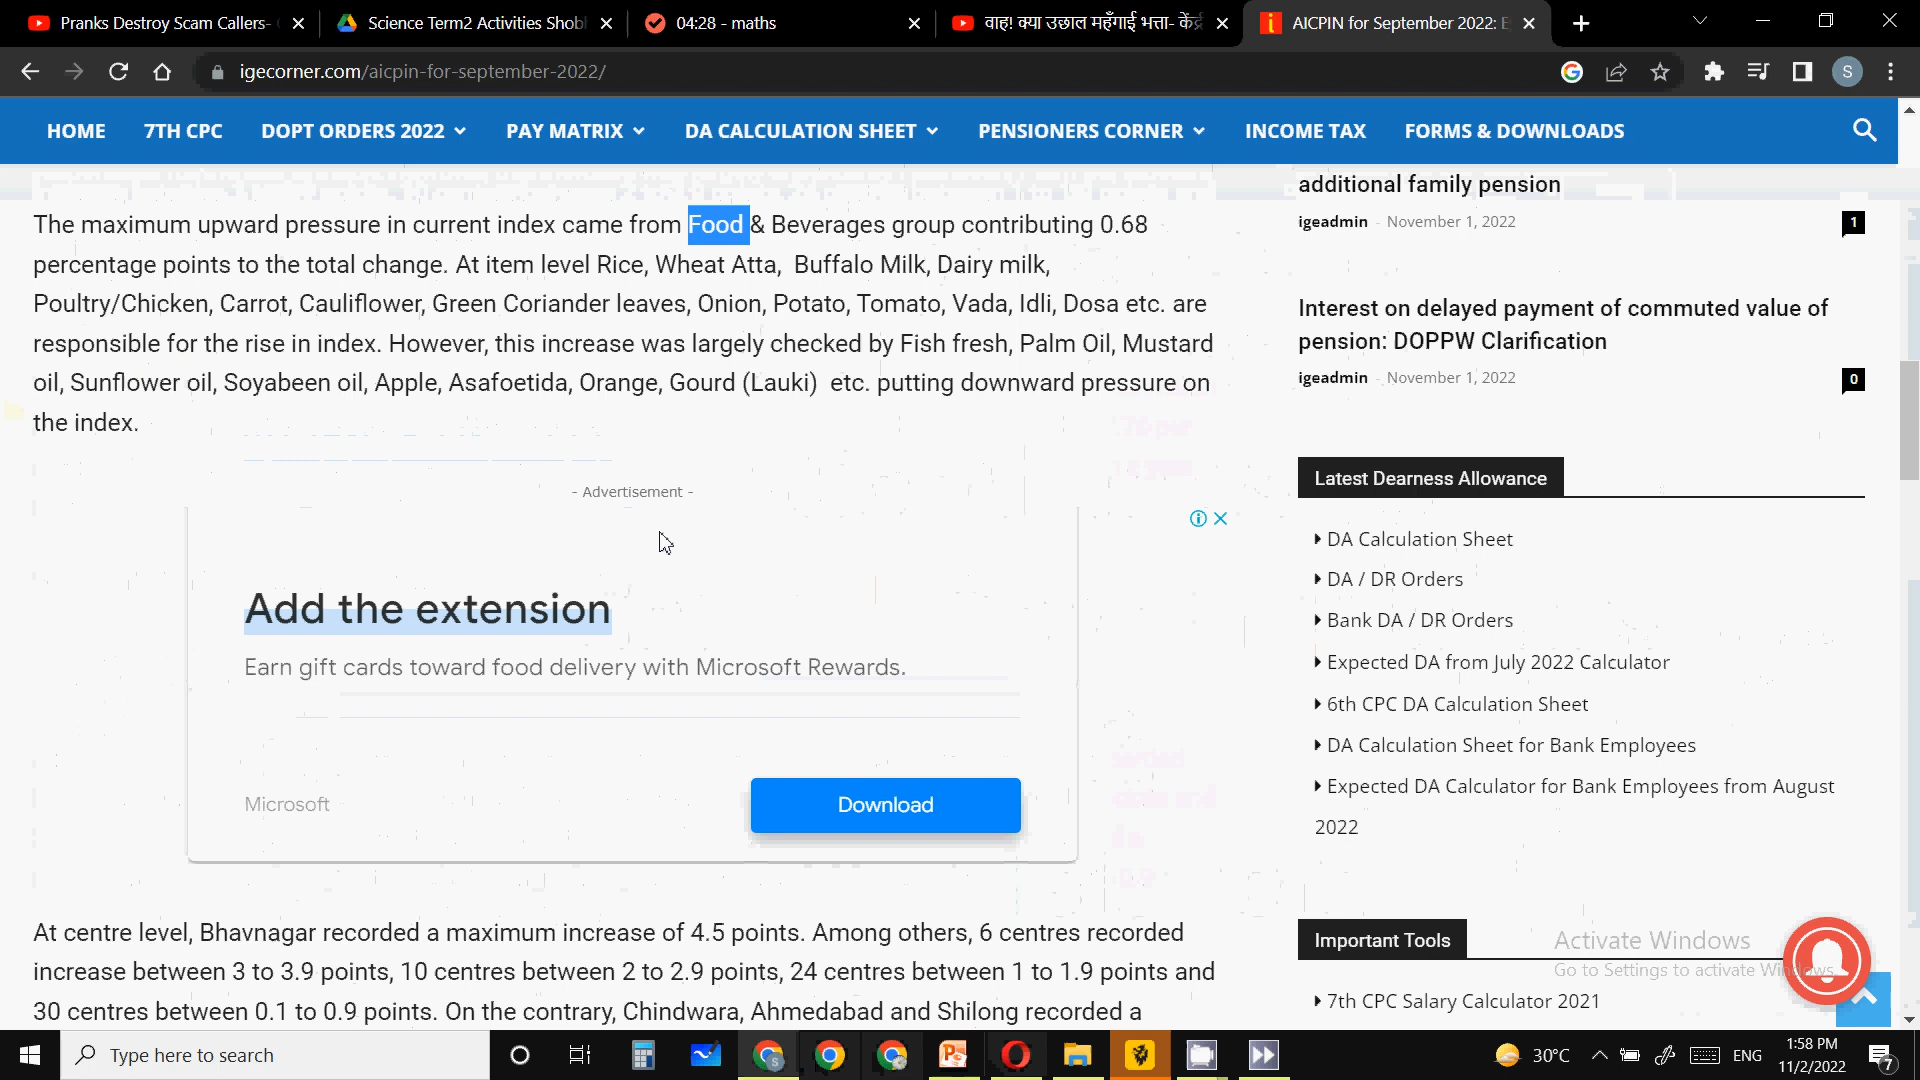 Pranks Destroy Scam Callers-
Science Term2 Activities Shob
04:28 - maths
वाह! क्या उछाल महँगाई भत्ता- केंद्री
AICPIN for September 2022: E
igecorner.com/aicpin-for-september-2022/
S
HOME 7TH CPC DOPT ORDERS 2022 PAY MATRIX DA CALCULATION SHEET PENSIONERS CORNER INCOME TAX FORMS & DOWNLOADS
The maximum upward pressure in current index came from Food & Beverages group contributing 0.68
percentage points to the total change. At item level Rice, Wheat Atta, Buffalo Milk, Dairy milk,
Poultry/Chicken, Carrot, Cauliflower, Green Coriander leaves, Onion, Potato, Tomato, Vada, Idli, Dosa etc. are
responsible for the rise in index. However, this increase was largely checked by Fish fresh, Palm Oil, Mustard
oil, Sunflower oil, Soyabeen oil, Apple, Asafoetida, Orange, Gourd (Lauki) etc. putting downward pressure on
the index.
- Advertisement -
Add the extension
Earn gift cards toward food delivery with Microsoft Rewards.
Microsoft
Download
At centre level, Bhavnagar recorded a maximum increase of 4.5 points. Among others, 6 centres recorded
increase between 3 to 3.9 points, 10 centres between 2 to 2.9 points, 24 centres between 1 to 1.9 points and
30 centres between 0.1 to 0.9 points. On the contrary, Chindwara, Ahmedabad and Shilong recorded a
additional family pension
igeadmin - November 1, 2022
1
Interest on delayed payment of commuted value of
pension: DOPPW Clarification
igeadmin - November 1, 2022
0
Latest Dearness Allowance
DA Calculation Sheet
DA / DR Orders
Bank DA / DR Orders
Expected DA from July 2022 Calculator
6th CPC DA Calculation Sheet
DA Calculation Sheet for Bank Employees
Expected DA Calculator for Bank Employees from August
2022
Important Tools
7th CPC Salary Calculator 2021
Activate Windows
Go to Settings to activate Windows.
Type here to search
30°C
ENG
1:58 PM
11/2/2022
7